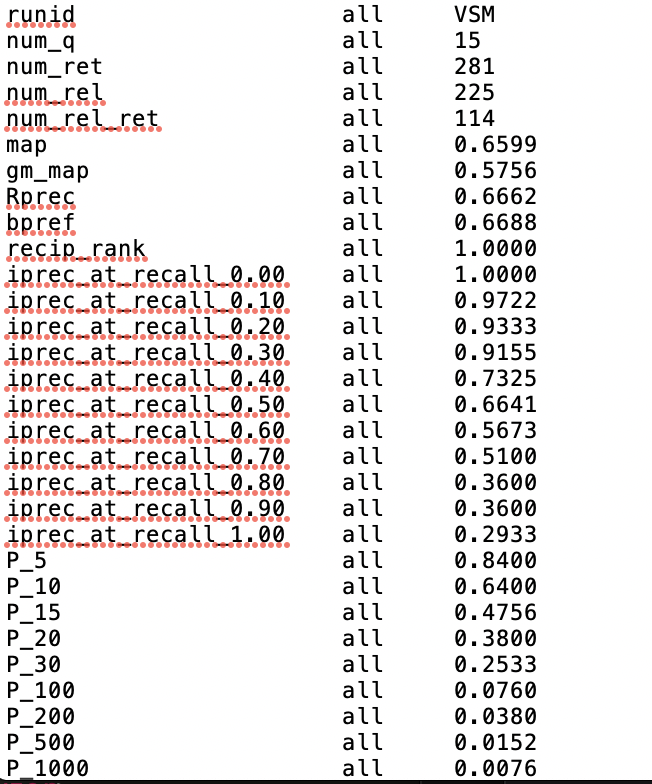 runid all VSM
num_q all 15
num_ret all 281
num_rel all 225
num_rel_ret all 114
map all 0.6599
gm_map all 0.5756
Rprec all 0.6662
bpref all 0.6688
recip_rank all 1.0000
iprec_at_recall_0.00 all 1.0000
iprec_at_recall_0.10 all 0.9722
iprec_at_recall_0.20 all 0.9333
iprec_at_recall_0.30 all 0.9155
iprec_at_recall_0.40 all 0.7325
iprec_at_recall_0.50 all 0.6641
iprec_at_recall_0.60 all 0.5673
iprec_at_recall_0.70 all 0.5100
iprec_at_recall_0.80 all 0.3600
iprec_at_recall_0.90 all 0.3600
iprec_at_recall_1.00 all 0.2933
P_5 all 0.8400
P_10 all 0.6400
P_15 all 0.4756
P_20 all 0.3800
P_30 all 0.2533
P_100 all 0.0760
P_200 all 0.0380
P_500 all 0.0152
P_1000 all 0.0076